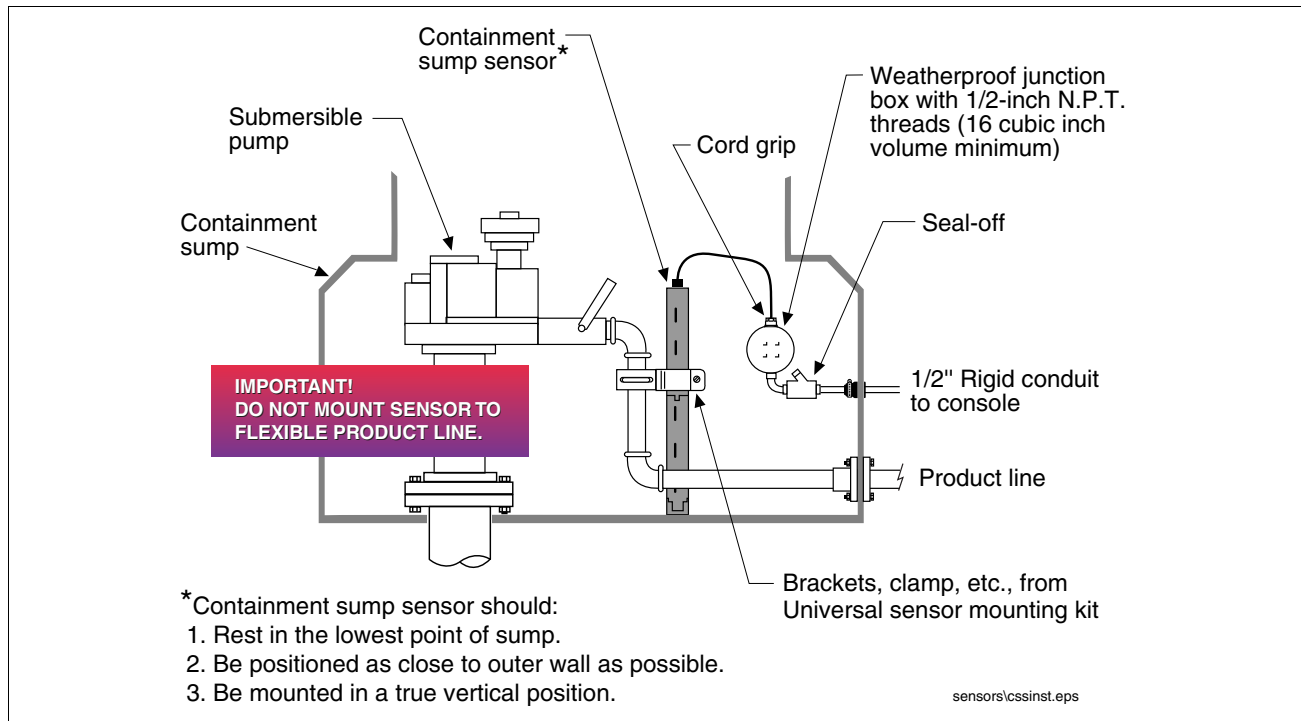 Containment
sump sensor*
Weatherproof junction
box with 1/2-inch N.P.T.
threads (16 cubic inch
volume minimum)
Submersible
pump
Cord grip
Containment
sump
Seal-off
IMPORTANT!
DO NOT MOUNT SENSOR TO
FLEXIBLE PRODUCT LINE.
1/2" Rigid conduit
to console
Product line
Brackets, clamp, etc., from
Universal sensor mounting kit
*Containment sump sensor should:
1. Rest in the lowest point of sump.
2. Be positioned as close to outer wall as possible.
3. Be mounted in a true vertical position.
sensors\cssinst.eps